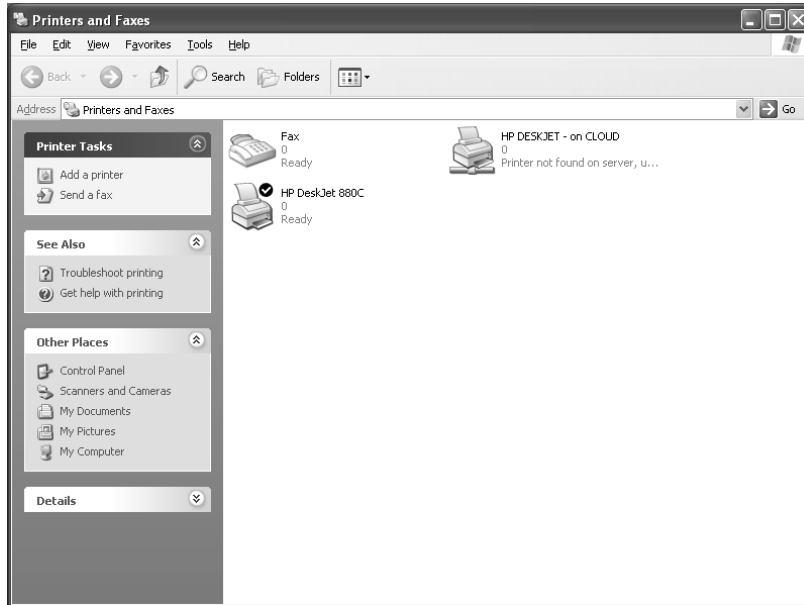 Printers and Faxes
File Edit View Favorites Tools Help
Back Search Folders
Address Printers and Faxes Go
Printer Tasks
Add a printer
Send a fax
See Also
Troubleshoot printing
Get help with printing
Other Places
Control Panel
Scanners and Cameras
My Documents
My Pictures
My Computer
Details
Fax
0
Ready
HP DESKJET - on CLOUD
0
Printer not found on server, u...
HP DeskJet 880C
0
Ready